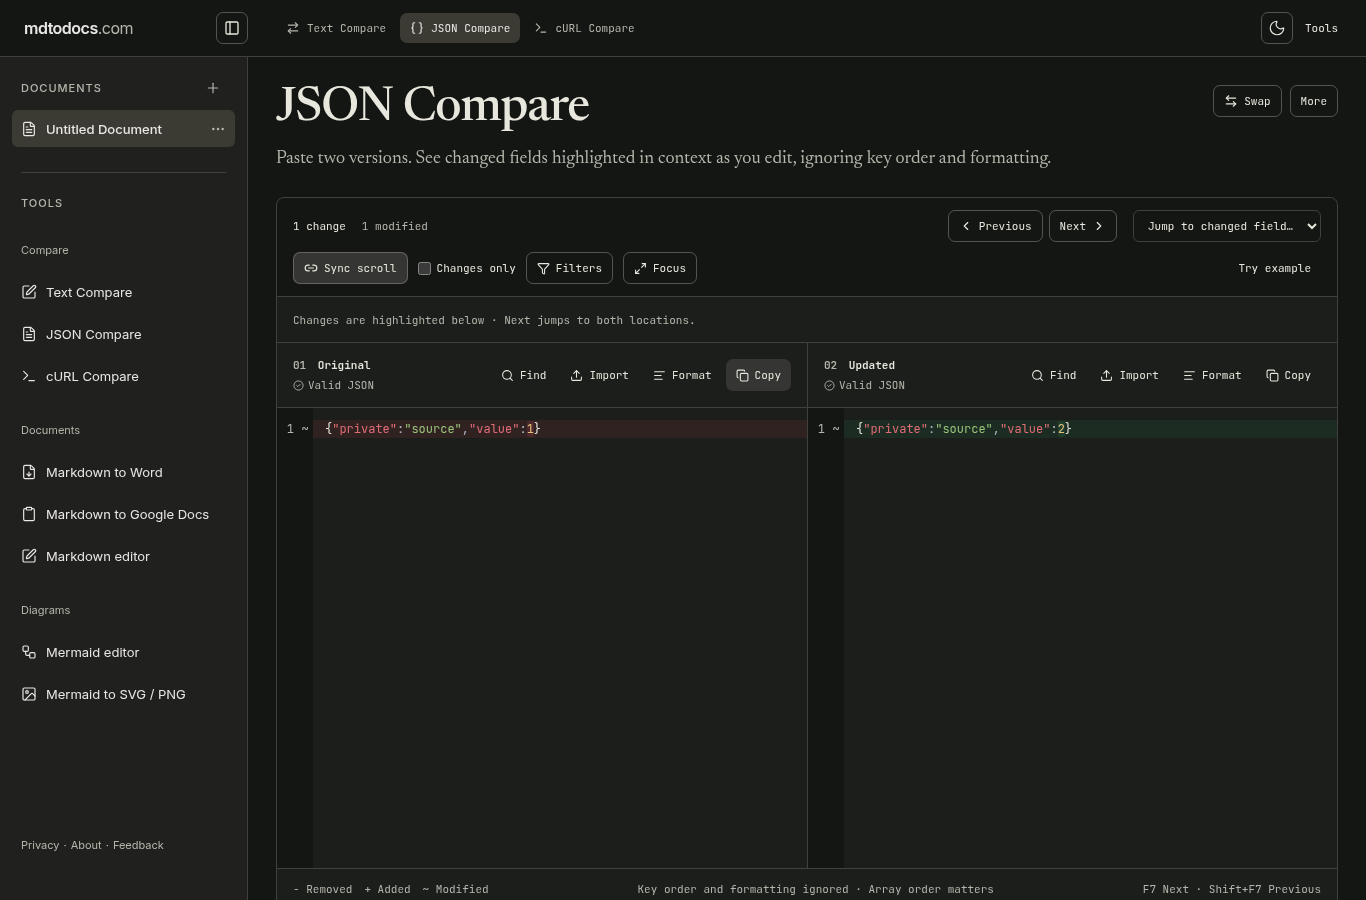 mdtodocs.com
Text Compare
{} JSON Compare
cURL Compare
Tools
DOCUMENTS
Untitled Document
TOOLS
Compare
Text Compare
JSON Compare
cURL Compare
Documents
Markdown to Word
Markdown to Google Docs
Markdown editor
Diagrams
Mermaid editor
Mermaid to SVG / PNG
Privacy · About · Feedback
JSON Compare
Swap
More
Paste two versions. See changed fields highlighted in context as you edit, ignoring key order and formatting.
1 change 1 modified
Previous
Next
Jump to changed field…
Sync scroll
Changes only
Filters
Focus
Try example
Changes are highlighted below · Next jumps to both locations.
01 Original
Valid JSON
Find
Import
Format
Copy
02 Updated
Valid JSON
Find
Import
Format
Copy
1 ~ {"private":"source","value":1}
1 ~ {"private":"source","value":2}
- Removed + Added ~ Modified
Key order and formatting ignored · Array order matters
F7 Next · Shift+F7 Previous